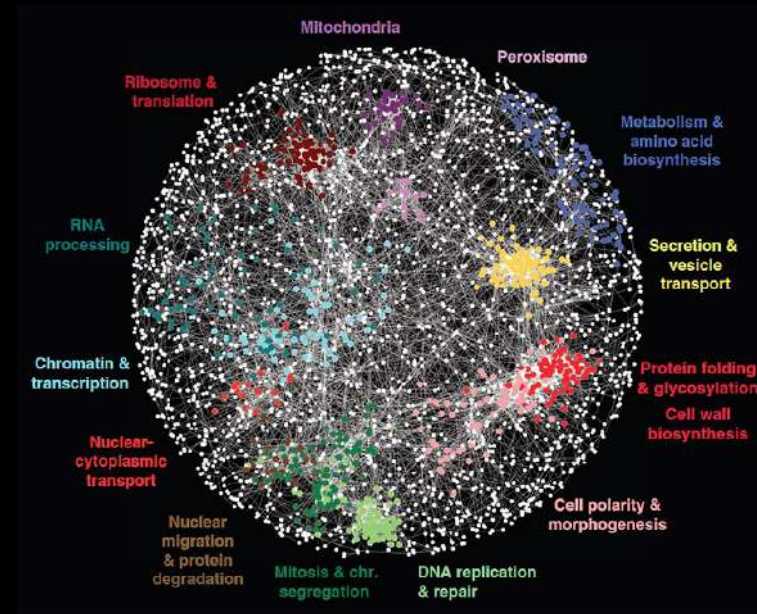 Mitochondria
Peroxisome
Ribosome &
translation
Metabolism &
amino acid
biosynthesis
RNA
processing
Secretion &
vesicle
transport
Chromatin &
transcription
Protein folding
& glycosylation
Cell wall
biosynthesis
Nuclear-
cytoplasmic
transport
Cell polarity &
morphogenesis
Nuclear
migration
& protein
degradation
Mitosis & chr.
segregation
DNA replication
& repair